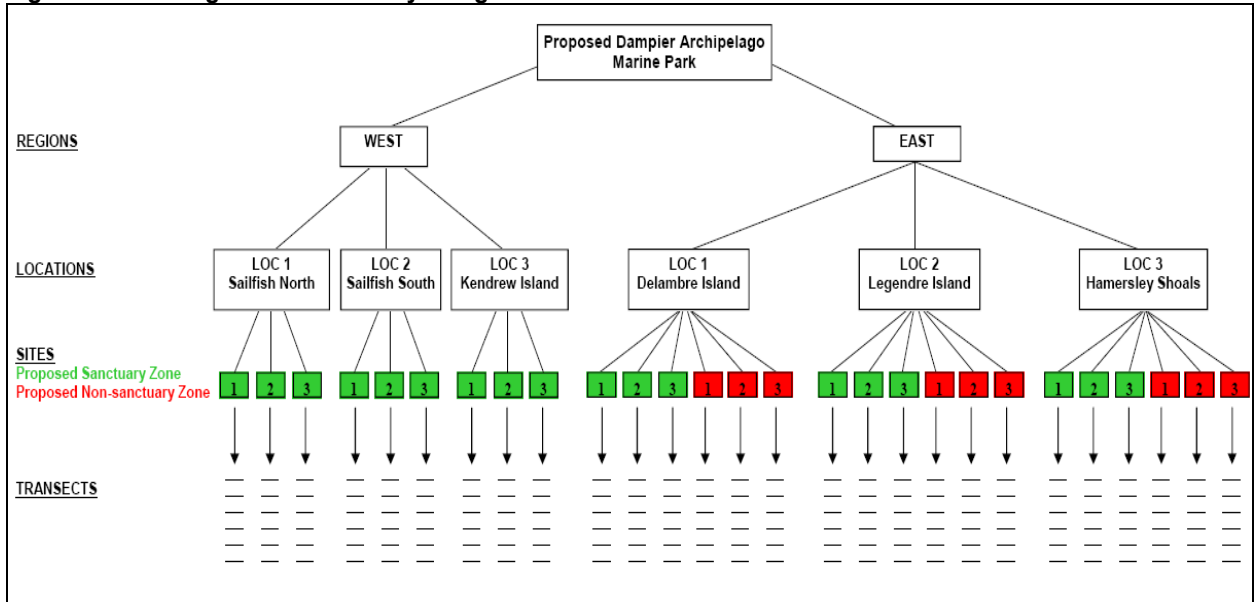 Proposed Dampier Archipelago
Marine Park
REGIONS
WEST
EAST
LOCATIONS
LOC 1
Sailfish North
LOC 2
Sailfish South
LOC 3
Kendrew Island
LOC 1
Delambre Island
LOC 2
Legendre Island
LOC 3
Hamersley Shoals
SITES
Proposed Sanctuary Zone
Proposed Non-sanctuary Zone
1 2 3 1 2 3 1 2 3 1 2 3 1 2 3 1 2 3 1 2 3 1 2 3 1 2 3
TRANSECTS